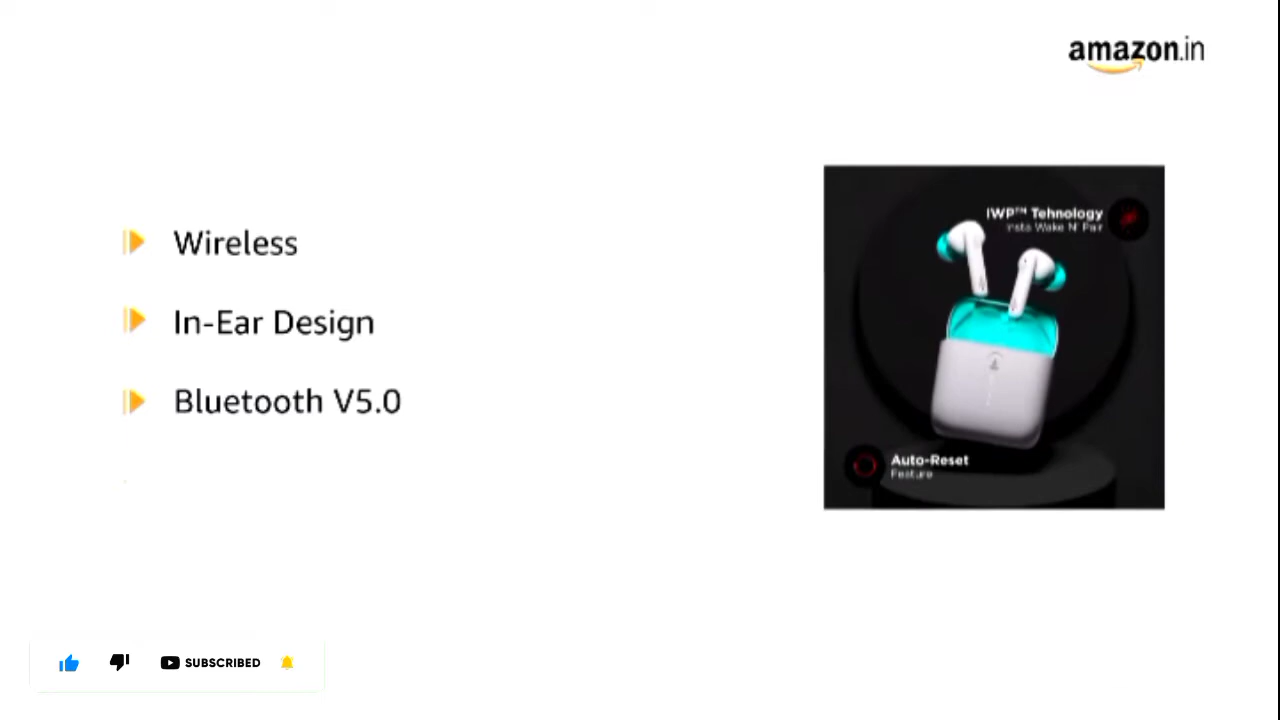 amazon.in
Wireless
In-Ear Design
Bluetooth V5.0
IWP™ Tehnology
Insta Wake N' Pair
Auto-Reset
Feature
SUBSCRIBED